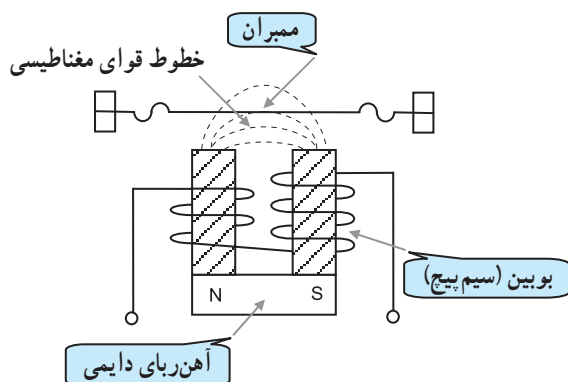 ممبران
خطوط قوای مغناطیسی
بوبین (سیم‌پیچ)
N S
آهن‌ربای دایمی